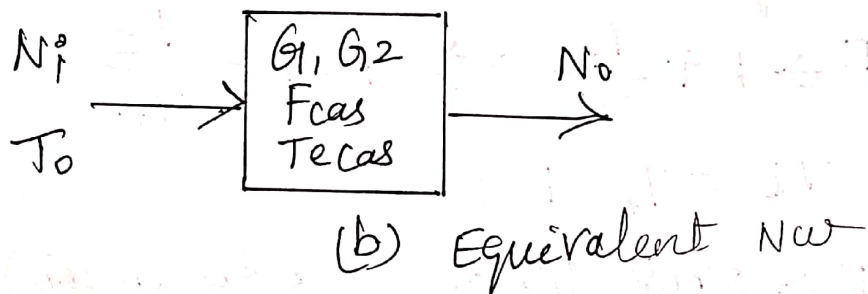 Ni
To
G1, G2
Fcas
Tecas
No
(b) Equivalent NW